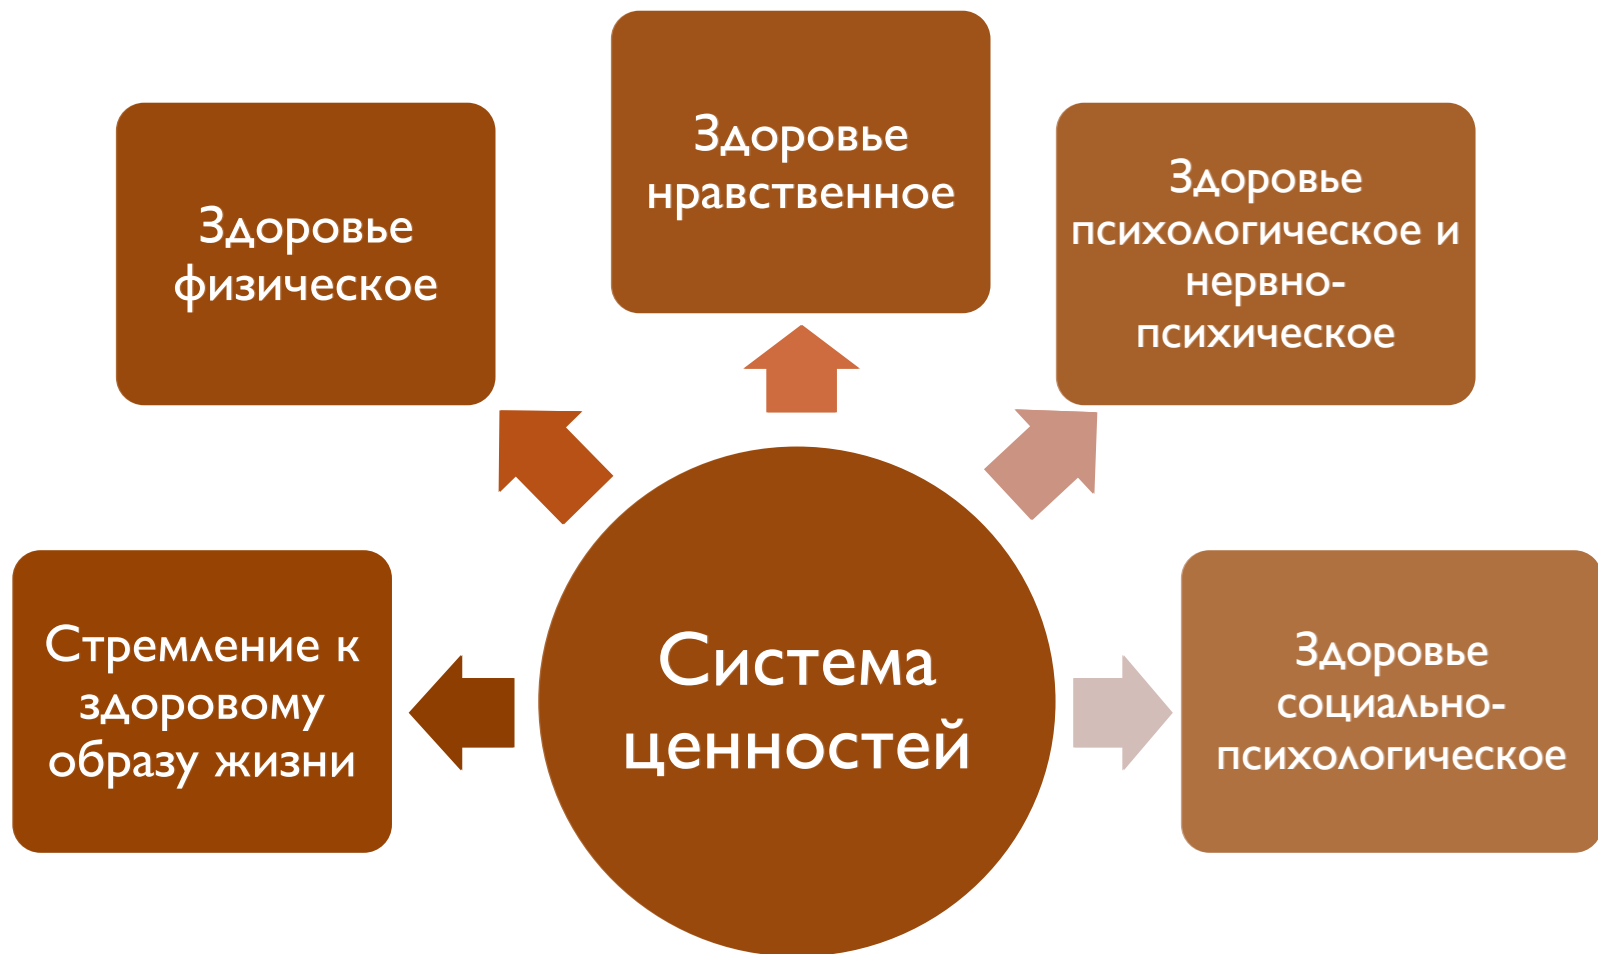 Здоровье
нравственное
Здоровье
физическое
Здоровье
психологическое и
нервно-
психическое
Стремление к
здоровому
образу жизни
Система
ценностей
Здоровье
социально-
психологическое